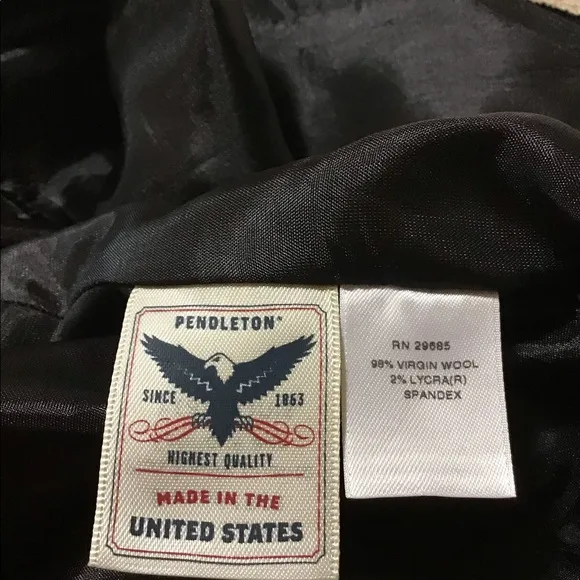 PENDLETON®
SINCE 1863
HIGHEST QUALITY
MADE IN THE
UNITED STATES
RN 29685
98% VIRGIN WOOL
2% LYCRA(R)
SPANDEX